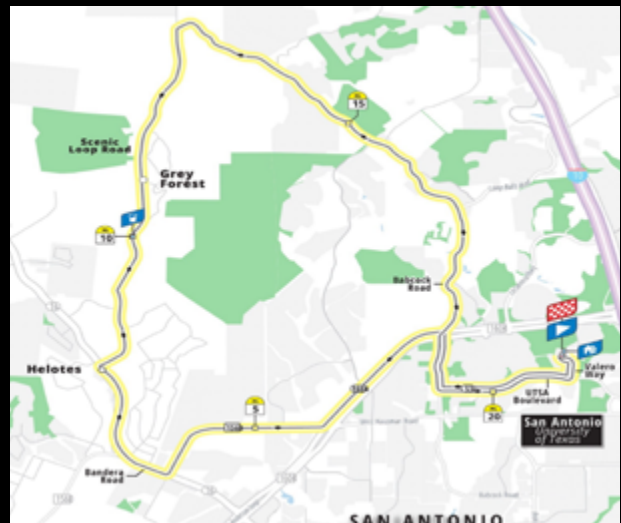 15
Scenic
Loop Road
Grey
Forest
10
Babcock
Road
Helotes
5
Valero
Way
UTSA
Boulevard
20
San Antonio
University
of Texas
Bandera
Road
SAN ANTONIO